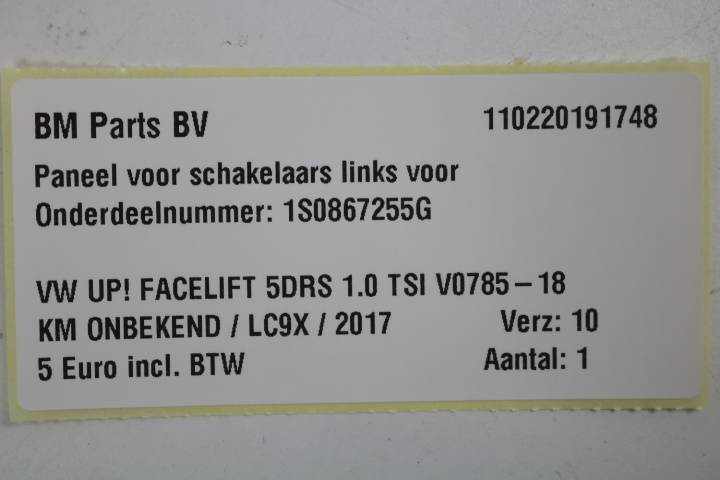 BM Parts BV 110220191748
Paneel voor schakelaars links voor
Onderdeelnummer: 1S0867255G
VW UP! FACELIFT 5DRS 1.0 TSI V0785-18
KM ONBEKEND / LC9X / 2017 Verz: 10
5 Euro incl. BTW Aantal: 1